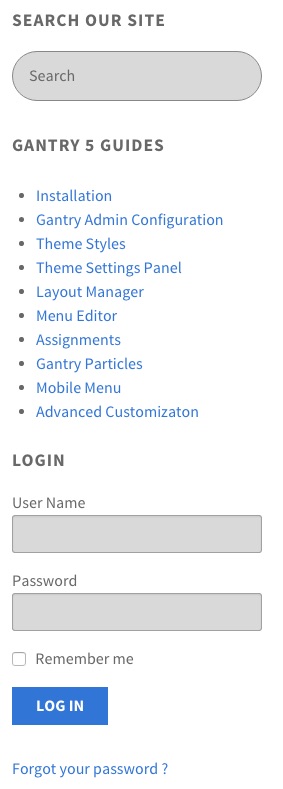 SEARCH OUR SITE
Search
GANTRY 5 GUIDES
Installation
Gantry Admin Configuration
Theme Styles
Theme Settings Panel
Layout Manager
Menu Editor
Assignments
Gantry Particles
Mobile Menu
Advanced Customizaton
LOGIN
User Name
Password
Remember me
LOG IN
Forgot your password ?